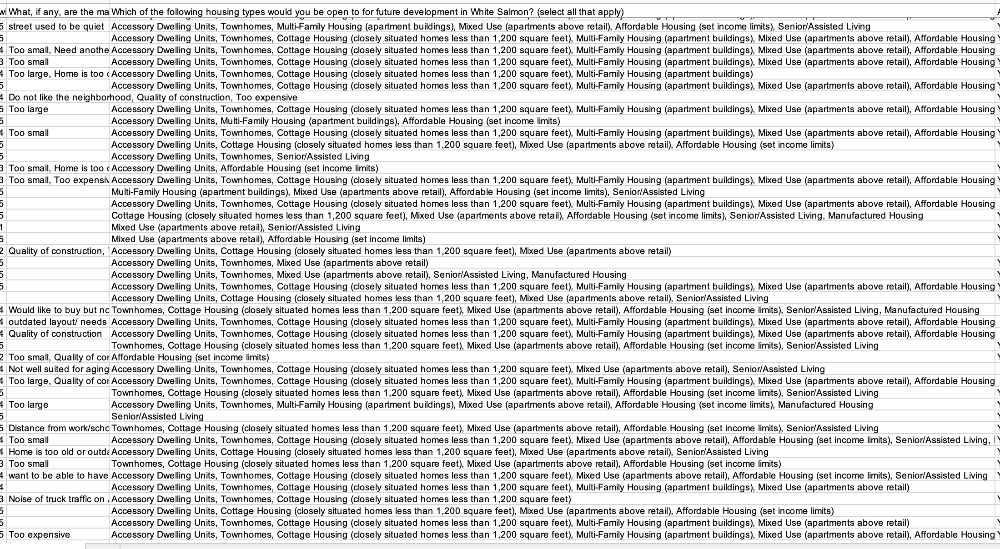 What, if any, are the ma Which of the following housing types would you be open to for future development in White Salmon? (select all that apply)
5 street used to be quiet Accessory Dwelling Units, Townhomes, Multi-Family Housing (apartment buildings), Mixed Use (apartments above retail), Affordable Housing (set income limits), Senior/Assisted Living
5 Accessory Dwelling Units, Townhomes, Cottage Housing (closely situated homes less than 1,200 square feet), Multi-Family Housing (apartment buildings), Mixed Use (apartments above retail), Affordable Housing
4 Too small, Need anothe Accessory Dwelling Units, Townhomes, Cottage Housing (closely situated homes less than 1,200 square feet), Multi-Family Housing (apartment buildings), Mixed Use (apartments above retail), Affordable Housing
3 Too small Accessory Dwelling Units, Townhomes, Cottage Housing (closely situated homes less than 1,200 square feet), Multi-Family Housing (apartment buildings), Mixed Use (apartments above retail), Affordable Housing
4 Too large, Home is too Accessory Dwelling Units, Townhomes, Cottage Housing (closely situated homes less than 1,200 square feet), Multi-Family Housing (apartment buildings)
5 Accessory Dwelling Units, Townhomes, Cottage Housing (closely situated homes less than 1,200 square feet), Multi-Family Housing (apartment buildings), Mixed Use (apartments above retail), Affordable Housing
4 Do not like the neighborhood, Quality of construction, Too expensive
5 Too large Accessory Dwelling Units, Townhomes, Cottage Housing (closely situated homes less than 1,200 square feet), Multi-Family Housing (apartment buildings), Mixed Use (apartments above retail), Affordable Housing
5 Accessory Dwelling Units, Multi-Family Housing (apartment buildings), Affordable Housing (set income limits)
4 Too small Accessory Dwelling Units, Townhomes, Cottage Housing (closely situated homes less than 1,200 square feet), Multi-Family Housing (apartment buildings), Mixed Use (apartments above retail), Affordable Housing
5 Accessory Dwelling Units, Cottage Housing (closely situated homes less than 1,200 square feet), Mixed Use (apartments above retail), Affordable Housing (set income limits)
5 Accessory Dwelling Units, Townhomes, Senior/Assisted Living
3 Too small, Home is too Accessory Dwelling Units, Affordable Housing (set income limits)
3 Too small, Too expensiv Accessory Dwelling Units, Townhomes, Cottage Housing (closely situated homes less than 1,200 square feet), Multi-Family Housing (apartment buildings), Mixed Use (apartments above retail), Affordable Housing
5 Multi-Family Housing (apartment buildings), Mixed Use (apartments above retail), Affordable Housing (set income limits), Senior/Assisted Living
5 Accessory Dwelling Units, Townhomes, Cottage Housing (closely situated homes less than 1,200 square feet), Multi-Family Housing (apartment buildings), Mixed Use (apartments above retail), Affordable Housing
5 Cottage Housing (closely situated homes less than 1,200 square feet), Mixed Use (apartments above retail), Affordable Housing (set income limits), Senior/Assisted Living, Manufactured Housing
1 Mixed Use (apartments above retail), Senior/Assisted Living
5 Mixed Use (apartments above retail), Affordable Housing (set income limits)
2 Quality of construction, Accessory Dwelling Units, Cottage Housing (closely situated homes less than 1,200 square feet), Mixed Use (apartments above retail)
5 Accessory Dwelling Units, Townhomes, Mixed Use (apartments above retail)
5 Accessory Dwelling Units, Townhomes, Mixed Use (apartments above retail), Senior/Assisted Living, Manufactured Housing
5 Accessory Dwelling Units, Townhomes, Cottage Housing (closely situated homes less than 1,200 square feet), Multi-Family Housing (apartment buildings), Mixed Use (apartments above retail), Affordable Housing
Accessory Dwelling Units, Cottage Housing (closely situated homes less than 1,200 square feet), Mixed Use (apartments above retail), Senior/Assisted Living
4 Would like to buy but no Townhomes, Cottage Housing (closely situated homes less than 1,200 square feet), Mixed Use (apartments above retail), Affordable Housing (set income limits), Senior/Assisted Living, Manufactured Housing
4 outdated layout/ needs Accessory Dwelling Units, Townhomes, Cottage Housing (closely situated homes less than 1,200 square feet), Multi-Family Housing (apartment buildings), Mixed Use (apartments above retail), Affordable Housing
4 Quality of construction Accessory Dwelling Units, Townhomes, Cottage Housing (closely situated homes less than 1,200 square feet), Multi-Family Housing (apartment buildings), Mixed Use (apartments above retail), Affordable Housing
5 Townhomes, Cottage Housing (closely situated homes less than 1,200 square feet), Mixed Use (apartments above retail), Affordable Housing (set income limits), Senior/Assisted Living
2 Too small, Quality of con Affordable Housing (set income limits)
4 Not well suited for aging Accessory Dwelling Units, Townhomes, Cottage Housing (closely situated homes less than 1,200 square feet), Mixed Use (apartments above retail), Senior/Assisted Living
4 Too large, Quality of con Accessory Dwelling Units, Townhomes, Cottage Housing (closely situated homes less than 1,200 square feet), Multi-Family Housing (apartment buildings), Mixed Use (apartments above retail), Affordable Housing
5 Townhomes, Cottage Housing (closely situated homes less than 1,200 square feet), Mixed Use (apartments above retail), Affordable Housing (set income limits), Senior/Assisted Living
4 Too large Accessory Dwelling Units, Townhomes, Multi-Family Housing (apartment buildings), Mixed Use (apartments above retail), Affordable Housing (set income limits), Manufactured Housing
5 Senior/Assisted Living
5 Distance from work/scho Townhomes, Cottage Housing (closely situated homes less than 1,200 square feet), Mixed Use (apartments above retail), Affordable Housing (set income limits), Senior/Assisted Living
4 Too small Accessory Dwelling Units, Townhomes, Cottage Housing (closely situated homes less than 1,200 square feet), Mixed Use (apartments above retail), Affordable Housing (set income limits), Senior/Assisted Living,
4 Home is too old or outda Accessory Dwelling Units, Cottage Housing (closely situated homes less than 1,200 square feet), Mixed Use (apartments above retail), Senior/Assisted Living
3 Too small Townhomes, Cottage Housing (closely situated homes less than 1,200 square feet), Mixed Use (apartments above retail), Affordable Housing (set income limits)
4 want to be able to have Accessory Dwelling Units, Townhomes, Cottage Housing (closely situated homes less than 1,200 square feet), Mixed Use (apartments above retail), Affordable Housing (set income limits), Senior/Assisted Living
4 Accessory Dwelling Units, Townhomes, Cottage Housing (closely situated homes less than 1,200 square feet), Multi-Family Housing (apartment buildings), Mixed Use (apartments above retail)
3 Noise of truck traffic on Accessory Dwelling Units, Townhomes, Cottage Housing (closely situated homes less than 1,200 square feet)
5 Accessory Dwelling Units, Cottage Housing (closely situated homes less than 1,200 square feet), Mixed Use (apartments above retail), Affordable Housing (set income limits)
5 Accessory Dwelling Units, Townhomes, Cottage Housing (closely situated homes less than 1,200 square feet), Multi-Family Housing (apartment buildings), Mixed Use (apartments above retail)
5 Too expensive Accessory Dwelling Units, Townhomes, Cottage Housing (closely situated homes less than 1,200 square feet), Multi-Family Housing (apartment buildings), Mixed Use (apartments above retail), Affordable Housing